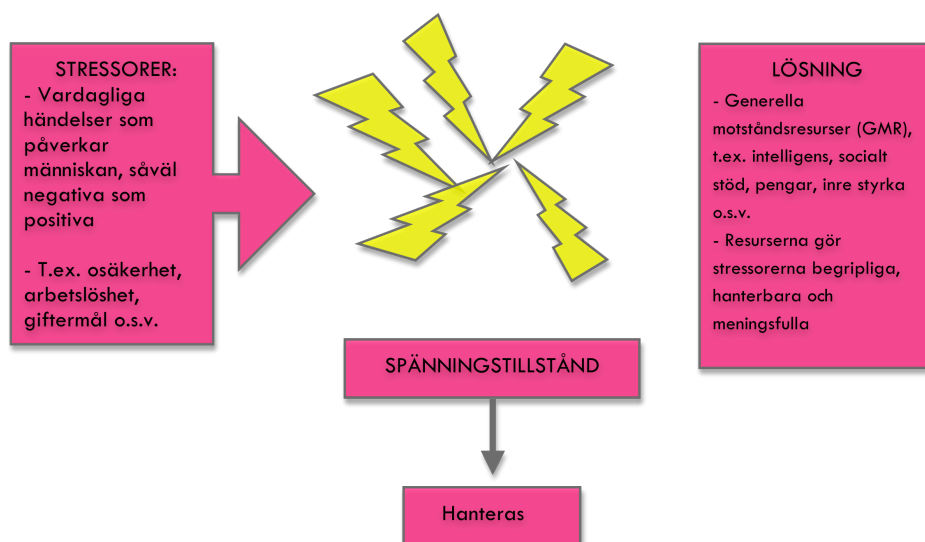 STRESSORER:
- Vardagliga
händelser som
påverkar
människan, såväl
negativa som
positiva
- T.ex. osäkerhet,
arbetslöshet,
giftermål o.s.v.
SPÄNNINGSTILLSTÅND
Hanteras
LÖSNING
- Generella
motståndsresurser (GMR),
t.ex. intelligens, socialt
stöd, pengar, inre styrka
o.s.v.
- Resurserna gör
stressorerna begripliga,
hanterbara och
meningsfulla